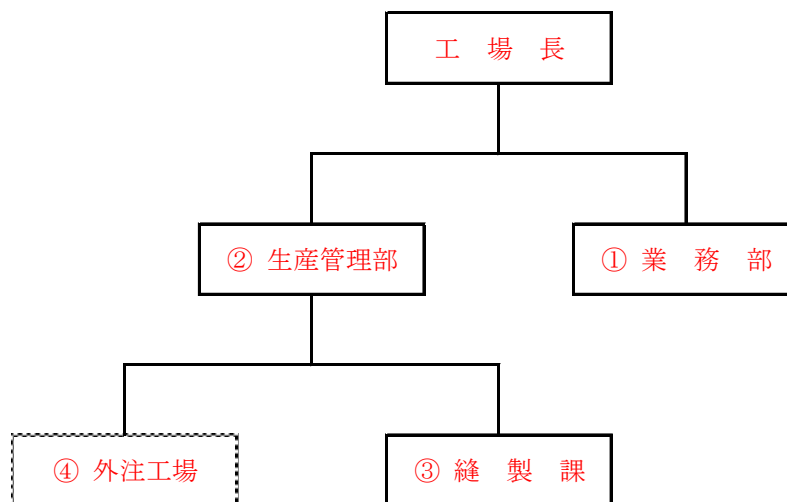 工 場 長
② 生産管理部
① 業 務 部
④ 外注工場
③ 縫 製 課